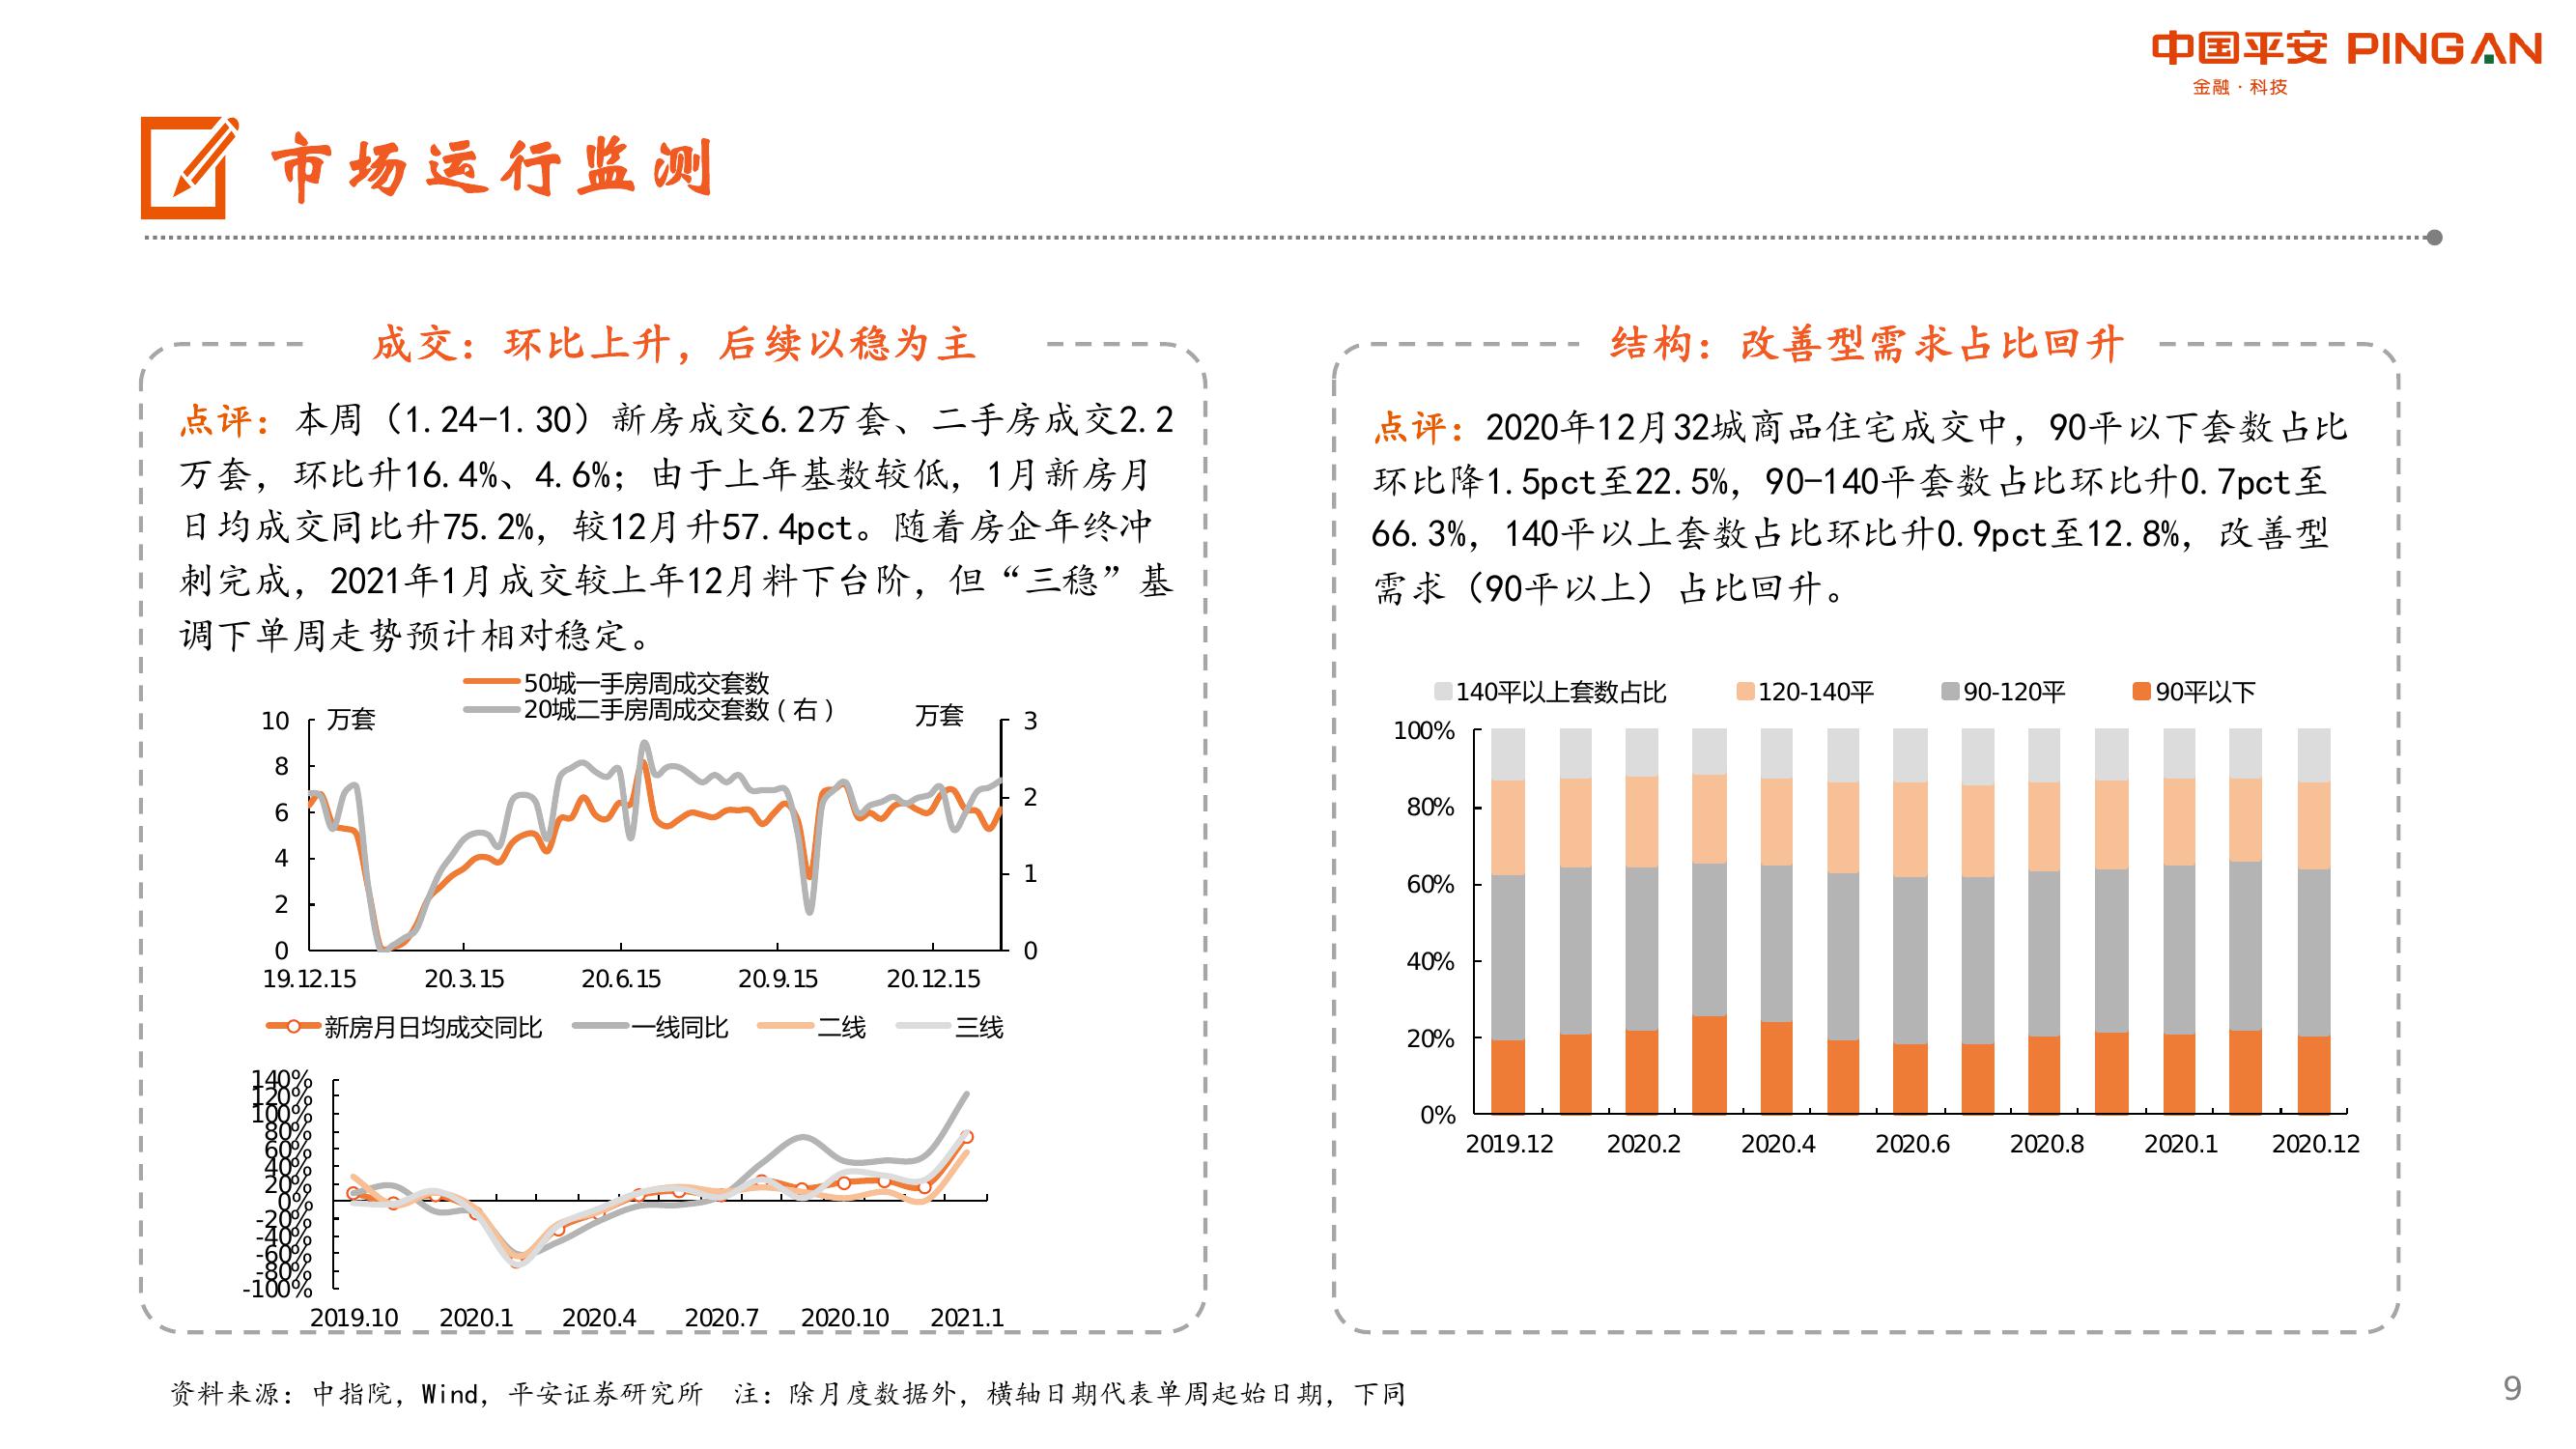 中国平安 PINGAN
金融·科技
市场运行监测
成交：环比上升，后续以稳为主
点评：本周（1.24-1.30）新房成交6.2万套、二手房成交2.2
万套，环比升16.4%、4.6%；由于上年基数较低，1月新房月
日均成交同比升75.2%，较12月升57.4pct。随着房企年终冲
刺完成，2021年1月成交较上年12月料下台阶，但“三稳”基
调下单周走势预计相对稳定。
50城一手房周成交套数
20城二手房周成交套数（右）
万套
万套
10
8
6
4
2
0
3
2
1
0
19.12.15 20.3.15 20.6.15 20.9.15 20.12.15
新房月日均成交同比 一线同比 二线 三线
140%
120%
100%
80%
60%
40%
20%
0%
-20%
-40%
-60%
-80%
-100%
2019.10 2020.1 2020.4 2020.7 2020.10 2021.1
结构：改善型需求占比回升
点评：2020年12月32城商品住宅成交中，90平以下套数占比
环比降1.5pct至22.5%，90-140平套数占比环比升0.7pct至
66.3%，140平以上套数占比环比升0.9pct至12.8%，改善型
需求（90平以上）占比回升。
140平以上套数占比 120-140平 90-120平 90平以下
100%
80%
60%
40%
20%
0%
2019.12 2020.2 2020.4 2020.6 2020.8 2020.1 2020.12
资料来源：中指院，Wind，平安证券研究所 注：除月度数据外，横轴日期代表单周起始日期，下同
9